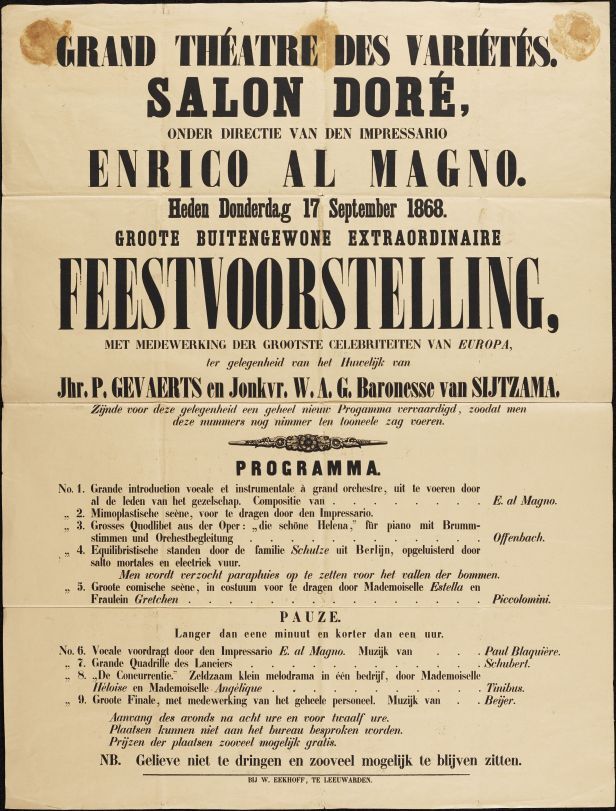 GRAND THÉATRE DES VARIÉTÉS.
SALON DORÉ,
ONDER DIRECTIE VAN DEN IMPRESSARIO
ENRICO AL MAGNO.
Heden Donderdag 17 September 1868.
GROOTE BUITENGEWONE EXTRAORDINAIRE
FEESTVOORSTELLING,
MET MEDEWERKING DER GROOTSTE CELEBRITEITEN VAN EUROPA,
ter gelegenheid van het Huwelijk van
Jhr. P. GEVAERTS en Jonkvr. W. A. G. Baronesse van SIJTZAMA.
Zijnde voor deze gelegenheid een geheel nieuw Progamma vervaardigd, zoodat men
deze nummers nog nimmer ten tooneele zag voeren.
PROGRAMMA.
No. 1. Grande introduction vocale et instrumentale à grand orchestre, uit te voeren door
al de leden van het gezelschap. Compositie van . . . . . . . E. al Magno.
„ 2. Mimoplastische scène, voor te dragen door den Impressario.
„ 3. Grosses Quodlibet aus der Oper: „die schöne Helena,” für piano mit Brumm-
stimmen und Orchestbegleitung . . . . . . . . . . Offenbach.
„ 4. Equilibristische standen door de familie Schulze uit Berlijn, opgeluisterd door
salto mortales en electriek vuur.
Men wordt verzocht parapluies op te zetten voor het vallen der bommen.
„ 5. Groote comische scène, in costuum voor te dragen door Mademoiselle Estella en
Fraulein Gretchen . . . . . . . . . . . . . Piccolomini.
PAUZE.
Langer dan eene minuut en korter dan een uur.
No. 6. Vocale voordragt door den Impressario E. al Magno. Muzijk van . . . Paul Blaquière.
„ 7. Grande Quadrille des Lanciers . . . . . . . . . . Schubert.
„ 8. „De Concurrentie.” Zeldzaam klein melodrama in één bedrijf, door Mademoiselle
Héloïse en Mademoiselle Angélique . . . . . . . . . Tinibus.
„ 9. Groote Finale, met medewerking van het geheele personeel. Muzijk van . . Beijer.
Aanvang des avonds na acht ure en voor twaalf ure.
Plaatsen kunnen niet aan het bureau besproken worden.
Prijzen der plaatsen zooveel mogelijk gratis.
NB. Gelieve niet te dringen en zooveel mogelijk te blijven zitten.
BIJ W. EEKHOFF, TE LEEUWARDEN.